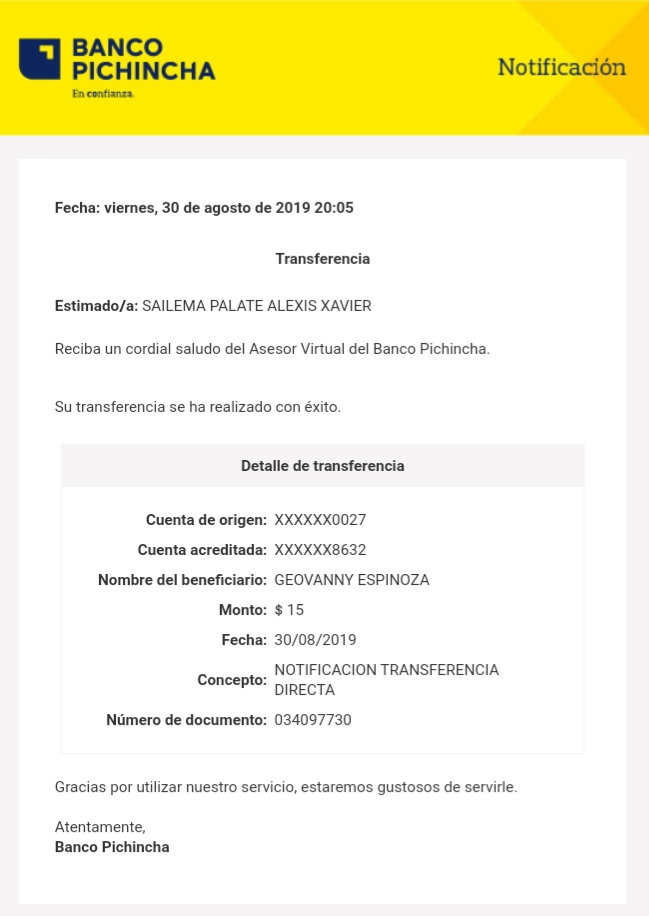 BANCO
PICHINCHA
En confianza.
Notificación
Fecha: viernes, 30 de agosto de 2019 20:05
Transferencia
Estimado/a: SAILEMA PALATE ALEXIS XAVIER
Reciba un cordial saludo del Asesor Virtual del Banco Pichincha.
Su transferencia se ha realizado con éxito.
Detalle de transferencia
Cuenta de origen: XXXXXX0027
Cuenta acreditada: XXXXXX8632
Nombre del beneficiario: GEOVANNY ESPINOZA
Monto: $ 15
Fecha: 30/08/2019
Concepto: NOTIFICACION TRANSFERENCIA
DIRECTA
Número de documento: 034097730
Gracias por utilizar nuestro servicio, estaremos gustosos de servirle.
Atentamente,
Banco Pichincha